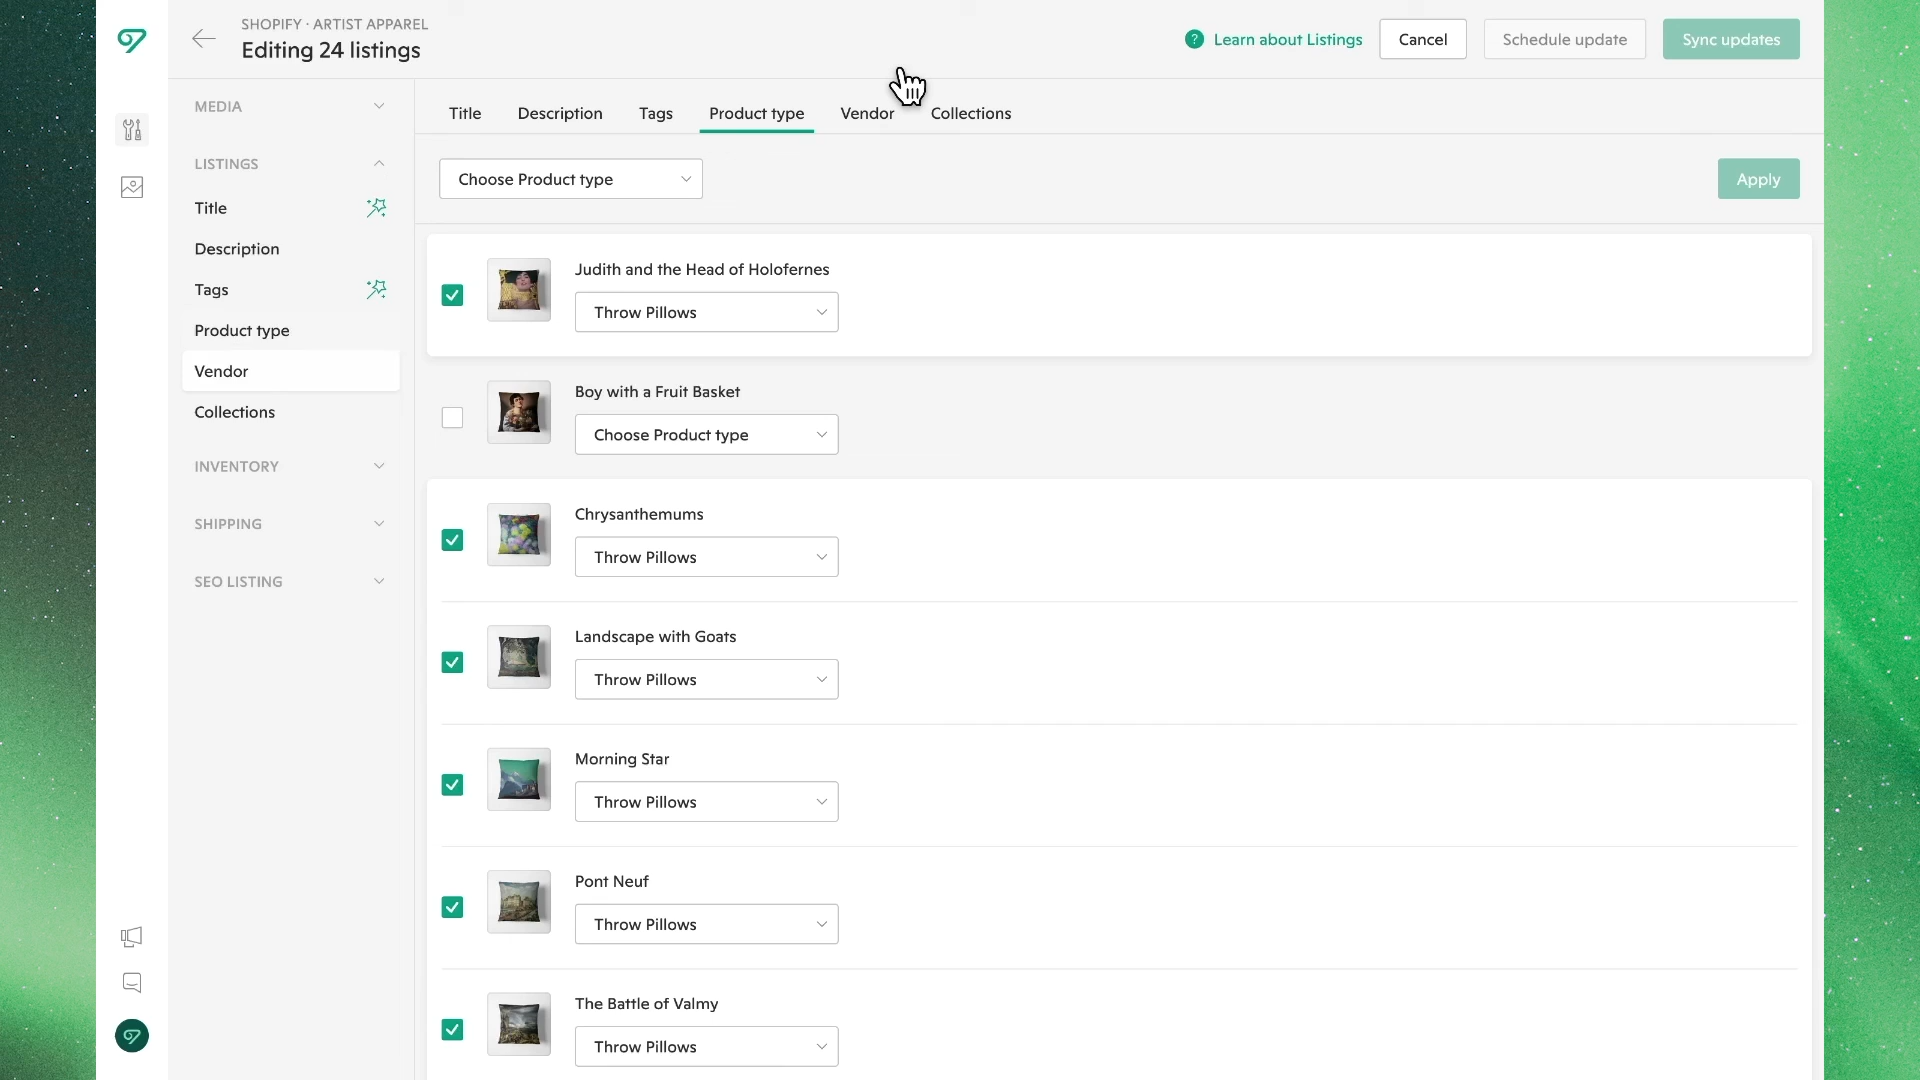 SHOPIFY · ARTIST APPAREL
Editing 24 listings
? Learn about Listings
Cancel
Schedule update
Sync updates
MEDIA
LISTINGS
Title
Description
Tags
Product type
Vendor
Collections
INVENTORY
SHIPPING
SEO LISTING
Title
Description
Tags
Product type
Vendor
Collections
Choose Product type
Apply
Judith and the Head of Holofernes
Throw Pillows
Boy with a Fruit Basket
Choose Product type
Chrysanthemums
Throw Pillows
Landscape with Goats
Throw Pillows
Morning Star
Throw Pillows
Pont Neuf
Throw Pillows
The Battle of Valmy
Throw Pillows